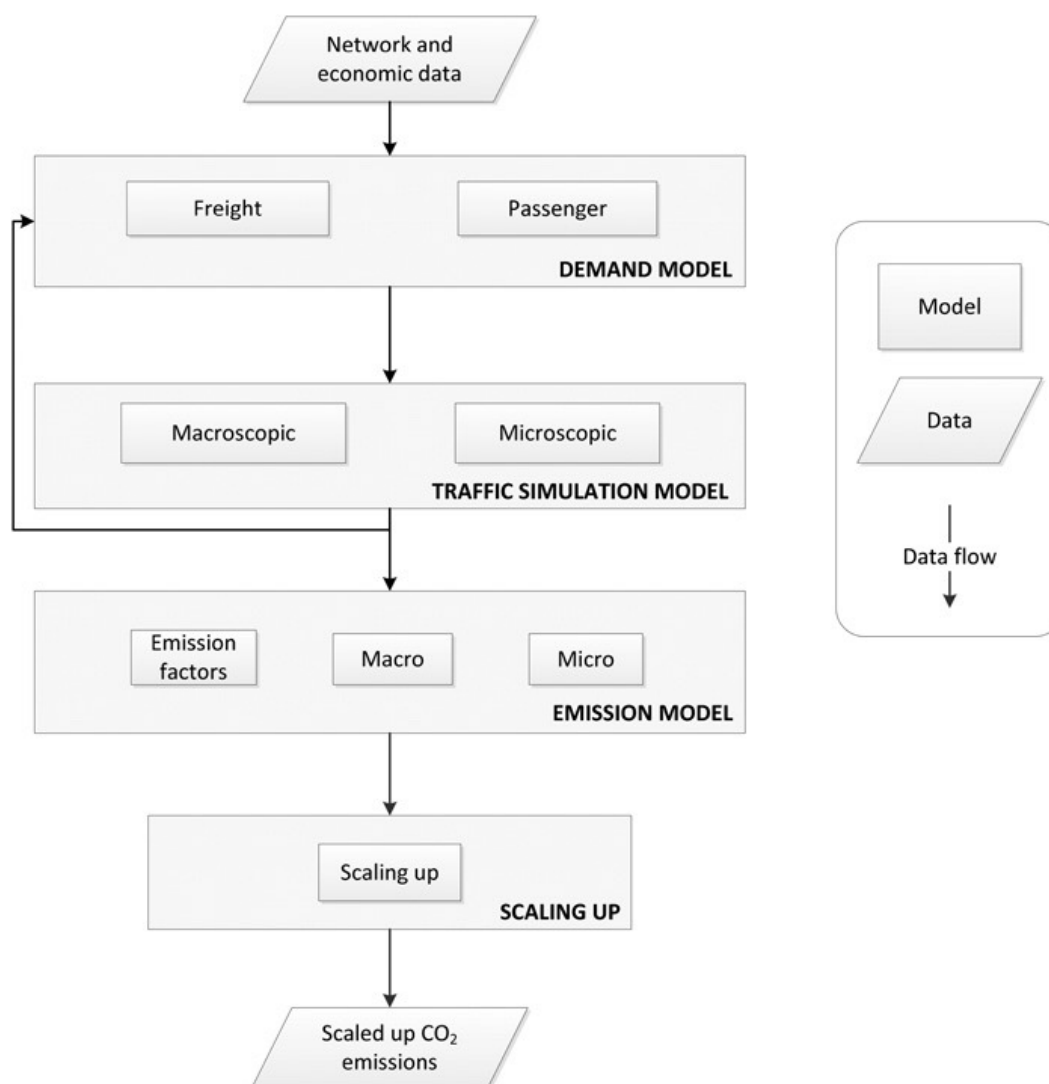 Network and
economic data
Freight
Passenger
DEMAND MODEL
Macroscopic
Microscopic
TRAFFIC SIMULATION MODEL
Emission
factors
Macro
Micro
EMISSION MODEL
Scaling up
SCALING UP
Scaled up CO₂
emissions
Model
Data
Data flow